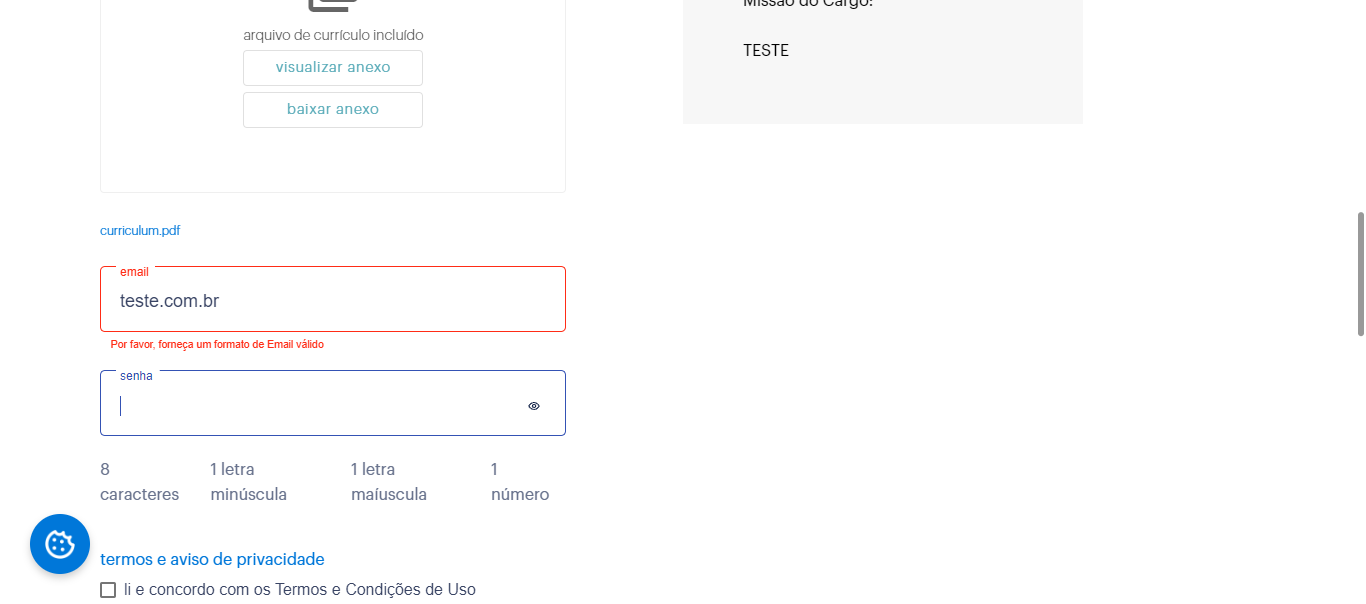 arquivo de currículo incluído
visualizar anexo
baixar anexo
curriculum.pdf
email
teste.com.br
Por favor, forneça um formato de Email válido
senha
8 caracteres
1 letra minúscula
1 letra maíuscula
1 número
termos e aviso de privacidade
li e concordo com os Termos e Condições de Uso
Missão do Cargo:
TESTE